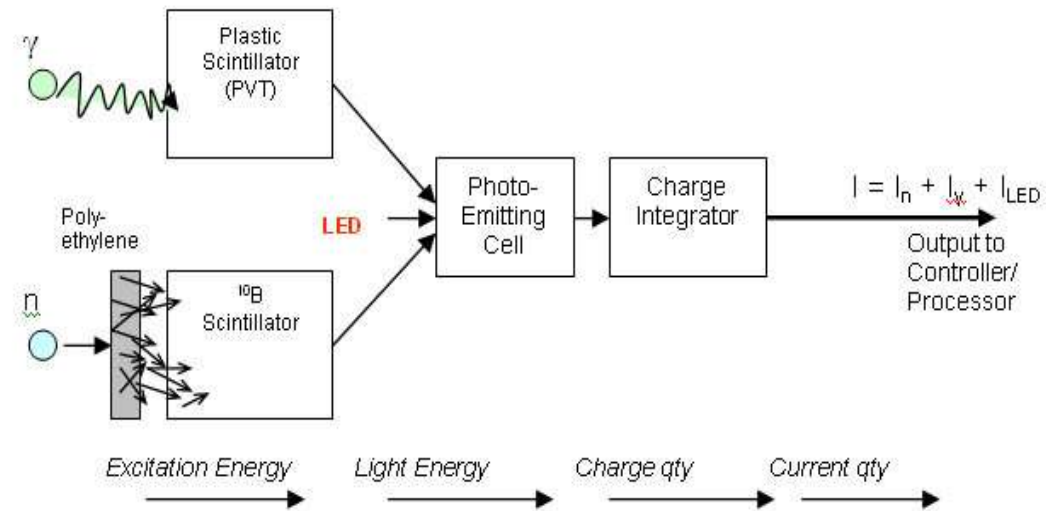 γ
Plastic
Scintillator
(PVT)
Poly-
ethylene
n
¹⁰B
Scintillator
LED
Photo-
Emitting
Cell
Charge
Integrator
I = Iₙ + Iᵧ + I_LED
Output to
Controller/
Processor
Excitation Energy
Light Energy
Charge qty
Current qty